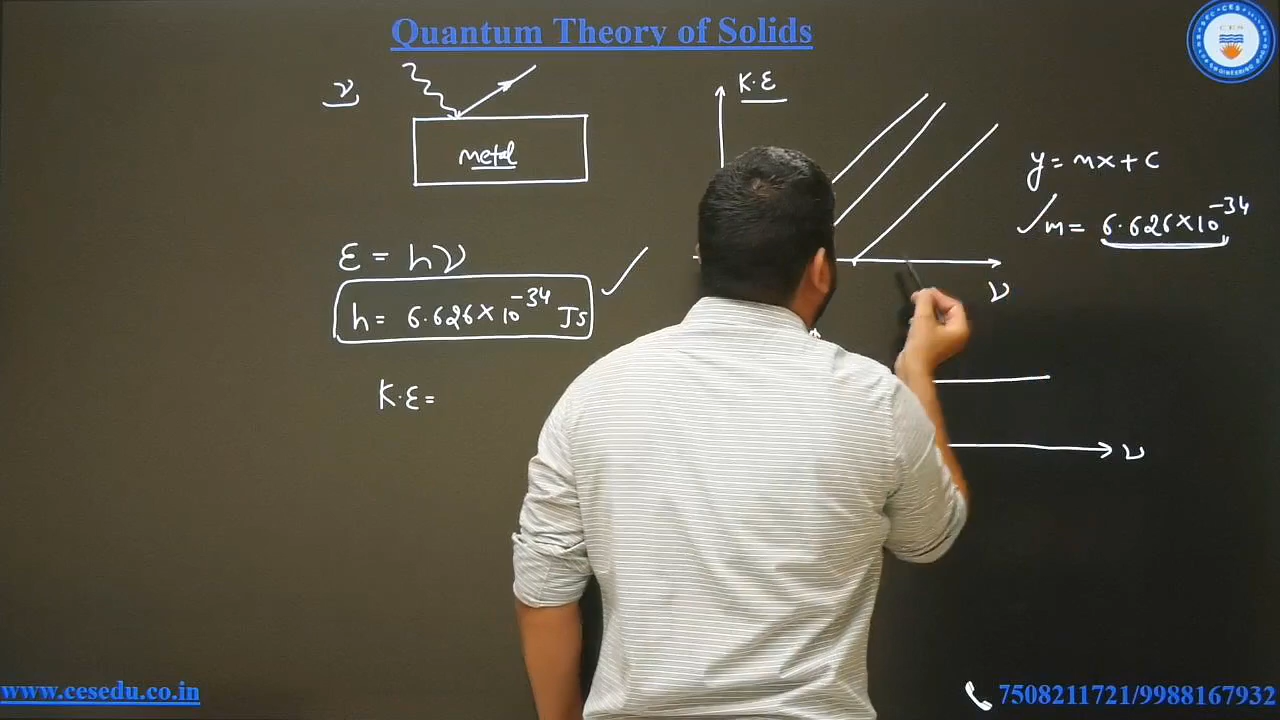 Quantum Theory of Solids
CES
ν
metal
E = hν
h = 6.626 × 10⁻³⁴ Js
K.E =
K.E
ν
y = mx + c
m = 6.626 × 10⁻³⁴
ν
www.cesedu.co.in
7508211721/9988167932